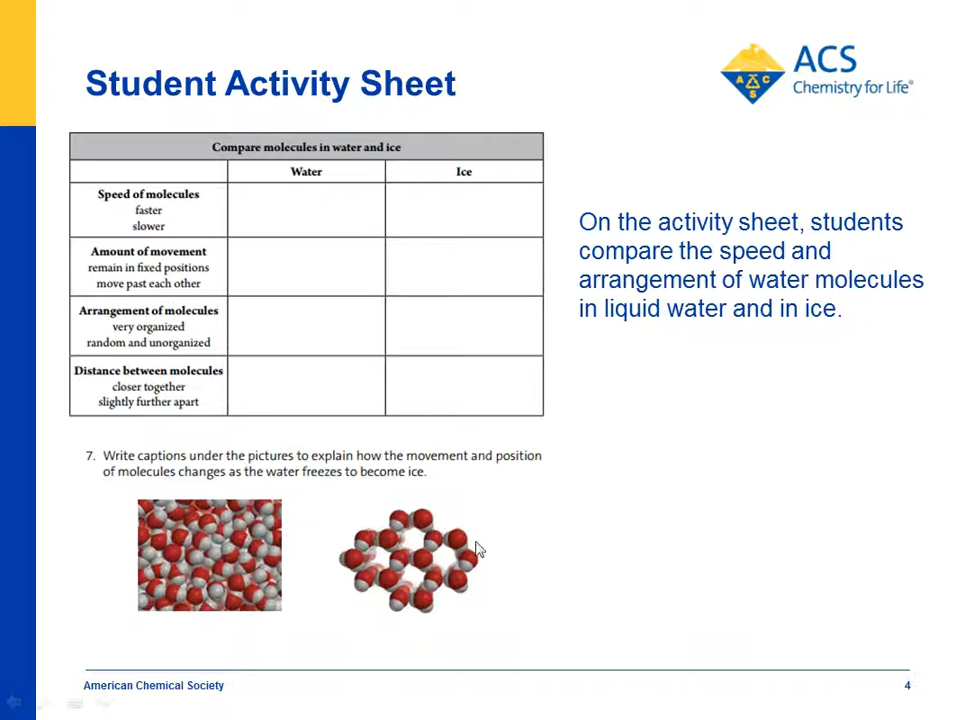 Student Activity Sheet
ACS
Chemistry for Life®
A C S
Compare molecules in water and ice
Water Ice
Speed of molecules
faster
slower
Amount of movement
remain in fixed positions
move past each other
Arrangement of molecules
very organized
random and unorganized
Distance between molecules
closer together
slightly further apart
On the activity sheet, students
compare the speed and
arrangement of water molecules
in liquid water and in ice.
7. Write captions under the pictures to explain how the movement and position
of molecules changes as the water freezes to become ice.
American Chemical Society 4